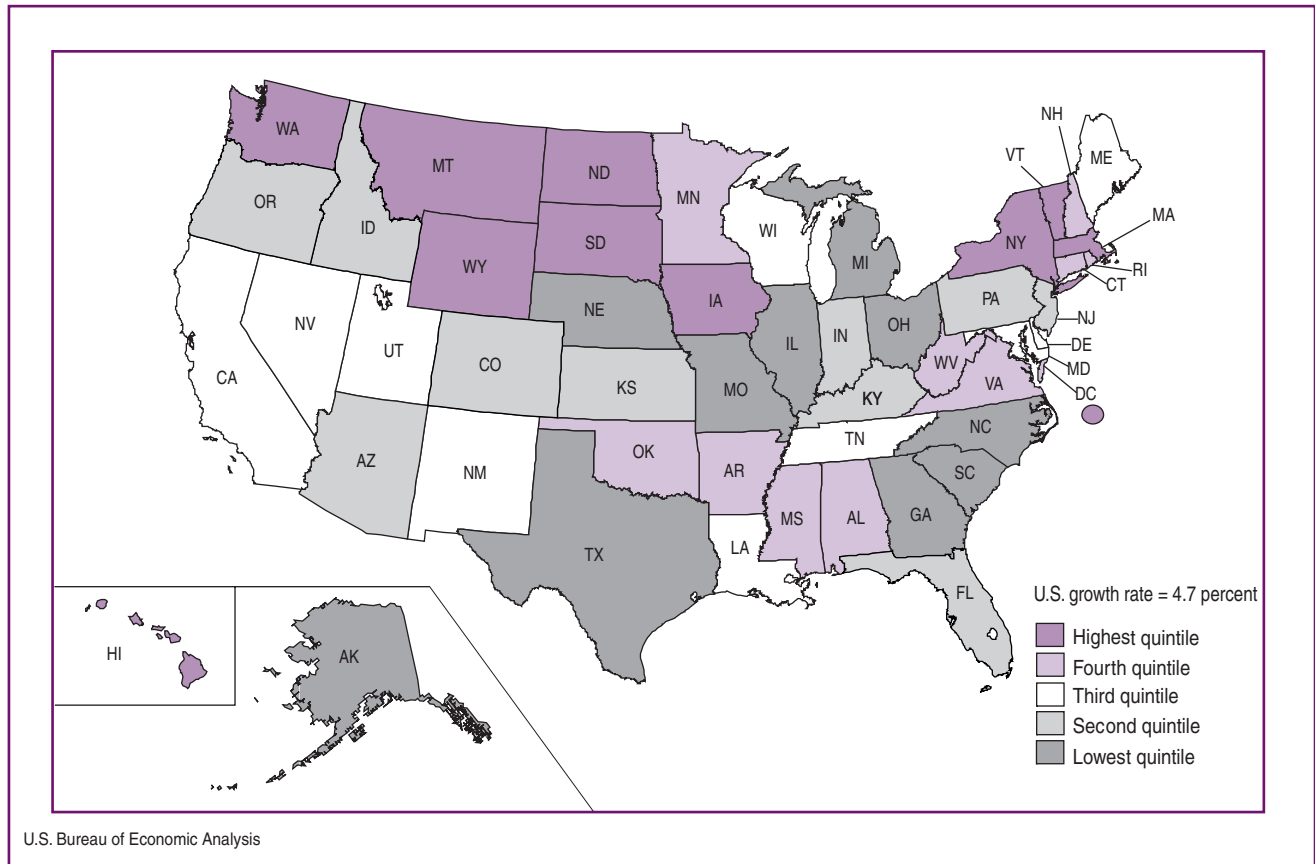 NH
WA
ME
VT
MT
ND
MN
OR
MA
ID
WI
SD
NY
WY
MI
RI
CT
IA
PA
NE
NJ
NV
OH
IL
IN
DE
UT
CO
WV
MD
CA
VA
KS
MO
DC
KY
NC
TN
OK
AZ
AR
NM
SC
MS
AL
GA
LA
TX
FL
U.S. growth rate = 4.7 percent
Highest quintile
HI
AK
Fourth quintile
Third quintile
Second quintile
Lowest quintile
U.S. Bureau of Economic Analysis